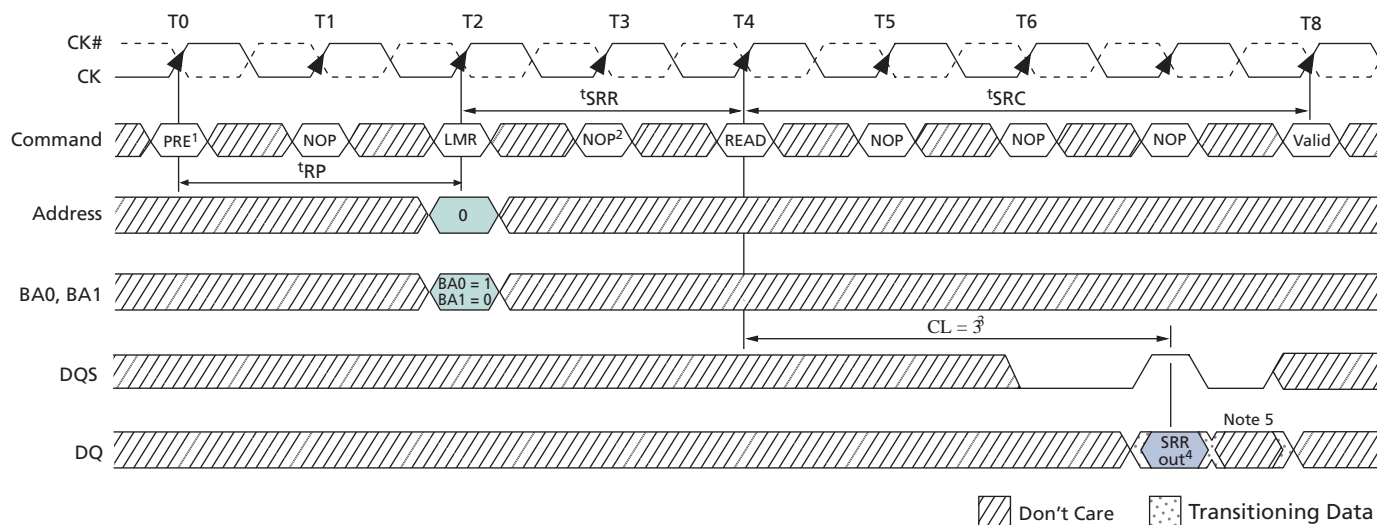 T0 T1 T2 T3 T4 T5 T6 T8
CK#
CK
tSRR tSRC
Command PRE1 NOP LMR NOP2 READ NOP NOP NOP Valid
tRP
Address 0
BA0, BA1 BA0 = 1
BA1 = 0
CL = 33
DQS
Note 5
DQ SRR
out4
Don't Care Transitioning Data